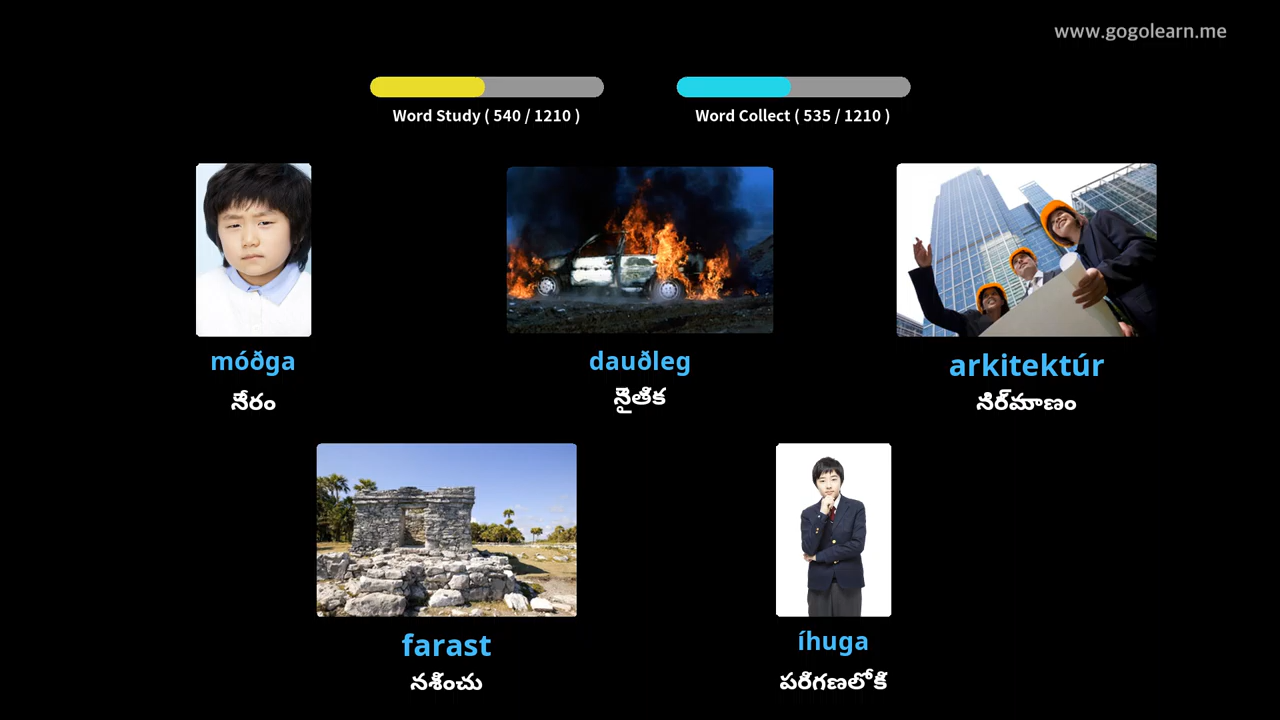 www.gogolearn.me
Word Study ( 540 / 1210 )
Word Collect ( 535 / 1210 )
móðga
నేరం
dauðleg
నైతిక
arkitektúr
నిర్మాణం
farast
నశించు
íhuga
పరిగణలోకి